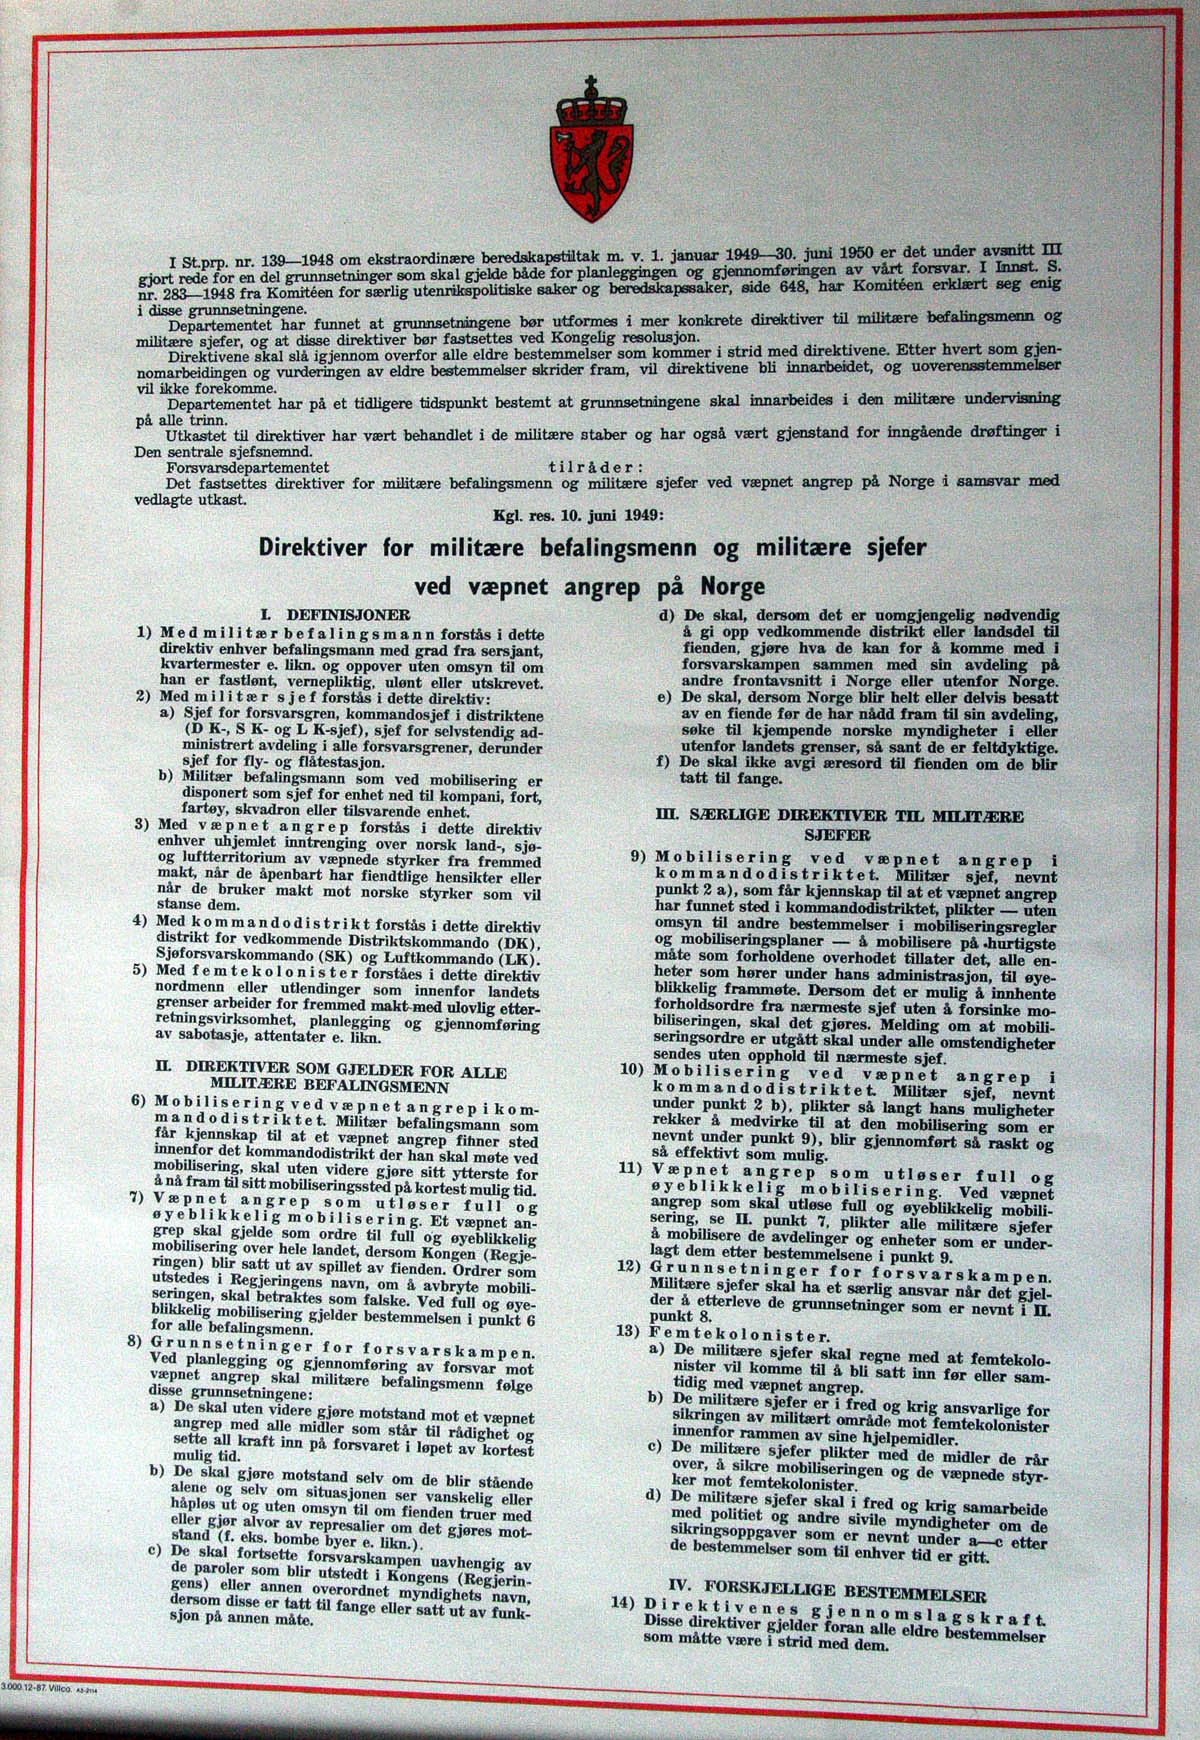 I St.prp. nr. 139—1948 om ekstraordinære beredskapstiltak m. v. 1. januar 1949—30. juni 1950 er det under avsnitt III
gjort rede for en del grunnsetninger som skal gjelde både for planleggingen og gjennomføringen av vårt forsvar. I Innst. S.
nr. 283—1948 fra Komitéen for særlig utenrikspolitiske saker og beredskapssaker, side 648, har Komitéen erklært seg enig
i disse grunnsetningene.
Departementet har funnet at grunnsetningene bør utformes i mer konkrete direktiver til militære befalingsmenn og
militære sjefer, og at disse direktiver bør fastsettes ved Kongelig resolusjon.
Direktivene skal slå igjennom overfor alle eldre bestemmelser som kommer i strid med direktivene. Etter hvert som gjen-
nomarbeidingen og vurderingen av eldre bestemmelser skrider fram, vil direktivene bli innarbeidet, og uoverensstemmelser
vil ikke forekomme.
Departementet har på et tidligere tidspunkt bestemt at grunnsetningene skal innarbeides i den militære undervisning
på alle trinn.
Utkastet til direktiver har vært behandlet i de militære staber og har også vært gjenstand for inngående drøftinger i
Den sentrale sjefsnemnd.
Forsvarsdepartementet tilråder:
Det fastsettes direktiver for militære befalingsmenn og militære sjefer ved væpnet angrep på Norge i samsvar med
vedlagte utkast.
Kgl. res. 10. juni 1949:
Direktiver for militære befalingsmenn og militære sjefer
ved væpnet angrep på Norge
I. DEFINISJONER
1) Med militær befalingsmann forstås i dette
direktiv enhver befalingsmann med grad fra sersjant,
kvartermester e. likn. og oppover uten omsyn til om
han er fastlønt, vernepliktig, ulønt eller utskrevet.
2) Med militær sjef forstås i dette direktiv:
a) Sjef for forsvarsgren, kommandosjef i distriktene
(D K-, S K- og L K-sjef), sjef for selvstendig ad-
ministrert avdeling i alle forsvarsgrener, derunder
sjef for fly- og flåtestasjon.
b) Militær befalingsmann som ved mobilisering er
disponert som sjef for enhet ned til kompani, fort,
fartøy, skvadron eller tilsvarende enhet.
3) Med væpnet angrep forstås i dette direktiv
enhver uhjemlet inntrenging over norsk land-, sjø-
og luftterritorium av væpnede styrker fra fremmed
makt, når de åpenbart har fiendtlige hensikter eller
når de bruker makt mot norske styrker som vil
stanse dem.
4) Med kommandodistrikt forstås i dette direktiv
distrikt for vedkommende Distriktskommando (DK),
Sjøforsvarskommando (SK) og Luftkommando (LK).
5) Med femtekolonister forståes i dette direktiv
nordmenn eller utlendinger som innenfor landets
grenser arbeider for fremmed makt med ulovlig etter-
retningsvirksomhet, planlegging og gjennomføring
av sabotasje, attentater e. likn.
II. DIREKTIVER SOM GJELDER FOR ALLE
MILITÆRE BEFALINGSMENN
6) Mobilisering ved væpnet angrep i kom-
mandodistriktet. Militær befalingsmann som
får kjennskap til at et væpnet angrep finner sted
innenfor det kommandodistrikt der han skal møte ved
mobilisering, skal uten videre gjøre sitt ytterste for
å nå fram til sitt mobiliseringssted på kortest mulig tid.
7) Væpnet angrep som utløser full og
øyeblikkelig mobilisering. Et væpnet an-
grep skal gjelde som ordre til full og øyeblikkelig
mobilisering over hele landet, dersom Kongen (Regje-
ringen) blir satt ut av spillet av fienden. Ordrer som
utstedes i Regjeringens navn, om å avbryte mobili-
seringen, skal betraktes som falske. Ved full og øye-
blikkelig mobilisering gjelder bestemmelsen i punkt 6
for alle befalingsmenn.
8) Grunnsetninger for forsvarskampen.
Ved planlegging og gjennomføring av forsvar mot
væpnet angrep skal militære befalingsmenn følge
disse grunnsetningene:
a) De skal uten videre gjøre motstand mot et væpnet
angrep med alle midler som står til rådighet og
sette all kraft inn på forsvaret i løpet av kortest
mulig tid.
b) De skal gjøre motstand selv om de blir stående
alene og selv om situasjonen ser vanskelig eller
håpløs ut og uten omsyn til om fienden truer med
eller gjør alvor av represalier om det gjøres mot-
stand (f. eks. bombe byer e. likn.).
c) De skal fortsette forsvarskampen uavhengig av
de paroler som blir utstedt i Kongens (Regjerin-
gens) eller annen overordnet myndighets navn,
dersom disse er tatt til fange eller satt ut av funk-
sjon på annen måte.
d) De skal, dersom det er uomgjengelig nødvendig
å gi opp vedkommende distrikt eller landsdel til
fienden, gjøre hva de kan for å komme med i
forsvarskampen sammen med sin avdeling på
andre frontavsnitt i Norge eller utenfor Norge.
e) De skal, dersom Norge blir helt eller delvis besatt
av en fiende før de har nådd fram til sin avdeling,
søke til kjempende norske myndigheter i eller
utenfor landets grenser, så sant de er feltdyktige.
f) De skal ikke avgi æresord til fienden om de blir
tatt til fange.
III. SÆRLIGE DIREKTIVER TIL MILITÆRE
SJEFER
9) Mobilisering ved væpnet angrep i
kommandodistriktet. Militær sjef, nevnt
punkt 2 a), som får kjennskap til at et væpnet angrep
har funnet sted i kommandodistriktet, plikter — uten
omsyn til andre bestemmelser i mobiliseringsregler
og mobiliseringsplaner — å mobilisere på hurtigste
måte som forholdene overhodet tillater det, alle en-
heter som hører under hans administrasjon, til øye-
blikkelig frammøte. Dersom det er mulig å innhente
forholdsordre fra nærmeste sjef uten å forsinke mo-
biliseringen, skal det gjøres. Melding om at mobili-
seringsordre er utgått skal under alle omstendigheter
sendes uten opphold til nærmeste sjef.
10) Mobilisering ved væpnet angrep i
kommandodistriktet. Militær sjef, nevnt
under punkt 2 b), plikter så langt hans muligheter
rekker å medvirke til at den mobilisering som er
nevnt under punkt 9), blir gjennomført så raskt og
så effektivt som mulig.
11) Væpnet angrep som utløser full og
øyeblikkelig mobilisering. Ved væpnet
angrep som skal utløse full og øyeblikkelig mobili-
sering, se II. punkt 7, plikter alle militære sjefer
å mobilisere de avdelinger og enheter som er under-
lagt dem etter bestemmelsene i punkt 9.
12) Grunnsetninger for forsvarskampen.
Militære sjefer skal ha et særlig ansvar når det gjel-
der å etterleve de grunnsetninger som er nevnt i II.
punkt 8.
13) Femtekolonister.
a) De militære sjefer skal regne med at femtekolo-
nister vil komme til å bli satt inn før eller sam-
tidig med væpnet angrep.
b) De militære sjefer er i fred og krig ansvarlige for
sikringen av militært område mot femtekolonister
innenfor rammen av sine hjelpemidler.
c) De militære sjefer plikter med de midler de rår
over, å sikre mobiliseringen og de væpnede styr-
ker mot femtekolonister.
d) De militære sjefer skal i fred og krig samarbeide
med politiet og andre sivile myndigheter om de
sikringsoppgaver som er nevnt under a—c etter
de bestemmelser som til enhver tid er gitt.
IV. FORSKJELLIGE BESTEMMELSER
14) Direktivenes gjennomslagskraft.
Disse direktiver gjelder foran alle eldre bestemmelser
som måtte være i strid med dem.
3.000.12-87. Villco. A3-2114